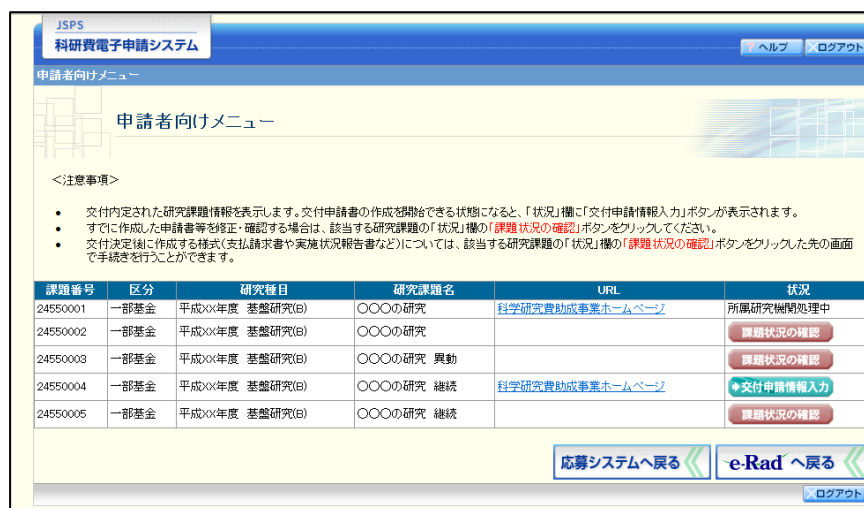 JSPS
科研費電子申請システム
? ヘルプ
ログアウト
申請者向けメニュー
申請者向けメニュー
＜注意事項＞
• 交付内定された研究課題情報を表示します。交付申請書の作成を開始できる状態になると、「状況」欄に「交付申請情報入力」ボタンが表示されます。
• すでに作成した申請書等を修正・確認する場合は、該当する研究課題の「状況」欄の「課題状況の確認」ボタンをクリックしてください。
• 交付決定後に作成する様式(支払請求書や実施状況報告書など)については、該当する研究課題の「状況」欄の「課題状況の確認」ボタンをクリックした先の画面
で手続きを行うことができます。
課題番号 区分 研究種目 研究課題名 URL 状況
24550001 一部基金 平成XX年度 基盤研究(B) 〇〇〇の研究 科学研究費助成事業ホームページ 所属研究機関処理中
24550002 一部基金 平成XX年度 基盤研究(B) 〇〇〇の研究 課題状況の確認
24550003 一部基金 平成XX年度 基盤研究(B) 〇〇〇の研究 異動 課題状況の確認
24550004 一部基金 平成XX年度 基盤研究(B) 〇〇〇の研究 継続 科学研究費助成事業ホームページ 交付申請情報入力
24550005 一部基金 平成XX年度 基盤研究(B) 〇〇〇の研究 継続 課題状況の確認
応募システムへ戻る
e-Rad へ戻る
ログアウト